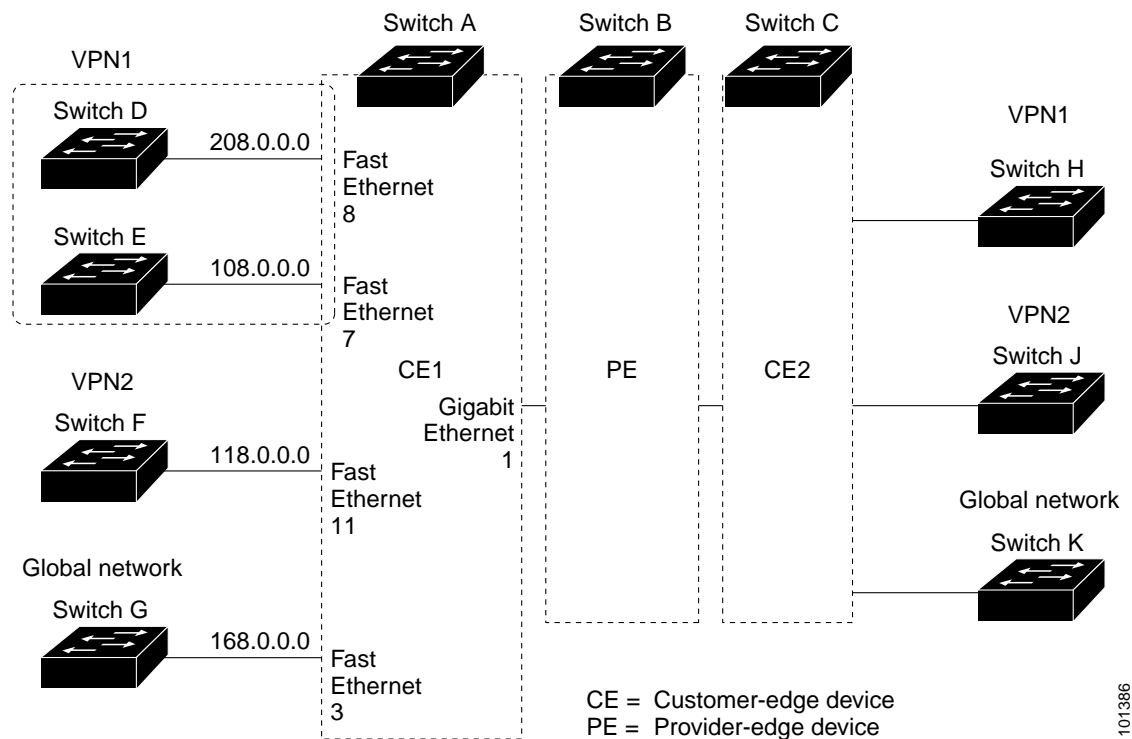 Switch A
Switch B
Switch C
VPN1
Switch D
208.0.0.0
Fast
Ethernet
8
Switch E
108.0.0.0
Fast
Ethernet
7
VPN2
Switch F
118.0.0.0
Fast
Ethernet
11
Global network
Switch G
168.0.0.0
Fast
Ethernet
3
CE1
Gigabit
Ethernet
1
PE
CE2
VPN1
Switch H
VPN2
Switch J
Global network
Switch K
CE = Customer-edge device
PE = Provider-edge device
101386